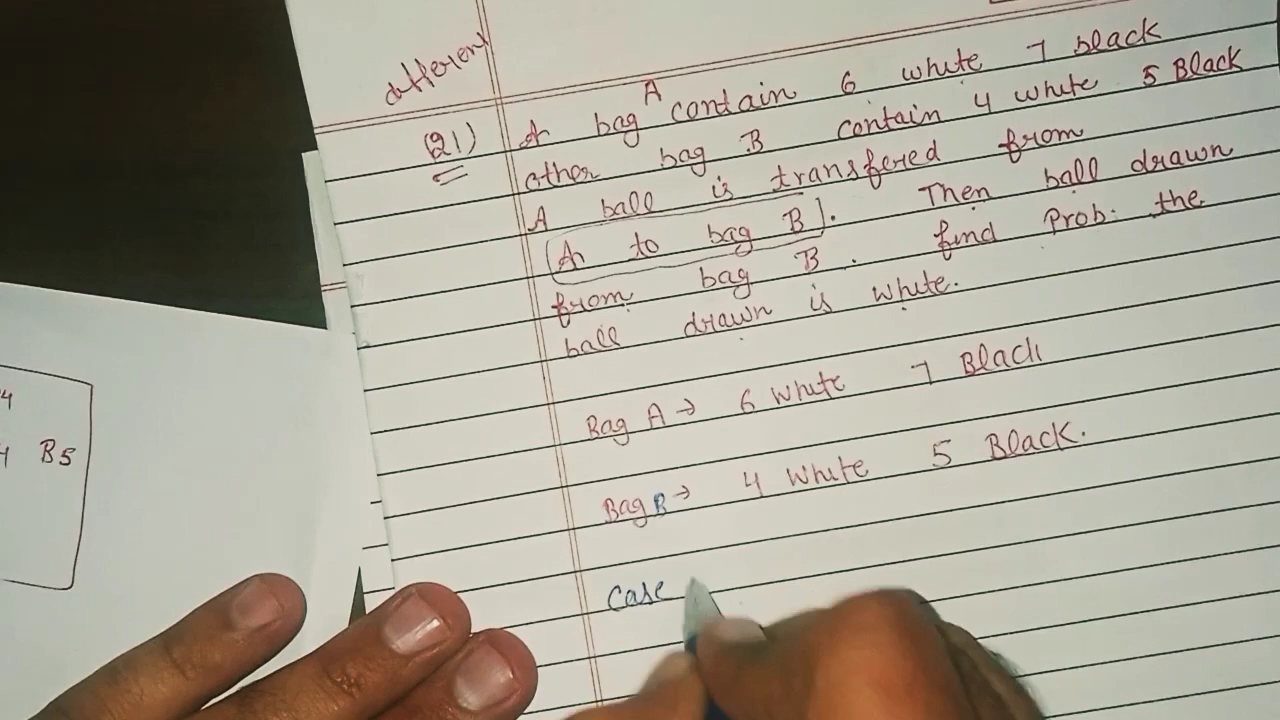 different
A
(21) A bag contain 6 white 7 black
other bag B contain 4 white 5 Black
A ball is transfered from
(A to bag B). Then ball drawn
from bag B. find Prob. the
ball drawn is white.
Bag A → 6 white 7 Black
Bag B → 4 white 5 Black.
Case
4
4 B5